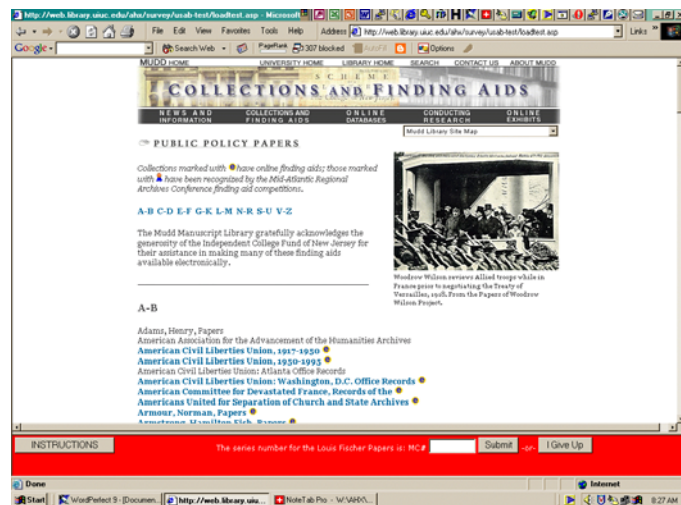 http://web.library.uiuc.edu/ahx/survey/usab-test/loadtest.asp - Microsoft
File Edit View Favorites Tools Help Address http://web.library.uiuc.edu/ahx/survey/usab-test/loadtest.asp Links »
Google - Search Web PageRank 307 blocked AutoFill Options
MUDD HOME UNIVERSITY HOME LIBRARY HOME SEARCH CONTACT US ABOUT MUDD
SCHEME
COLLECTIONS AND FINDING AIDS
NEWS AND INFORMATION COLLECTIONS AND FINDING AIDS ONLINE DATABASES CONDUCTING RESEARCH ONLINE EXHIBITS
Mudd Library Site Map
PUBLIC POLICY PAPERS
Collections marked with have online finding aids; those marked
with have been recognized by the Mid-Atlantic Regional
Archives Conference finding aid competitions.
A-B C-D E-F G-K L-M N-R S-U V-Z
The Mudd Manuscript Library gratefully acknowledges the
generosity of the Independent College Fund of New Jersey for
their assistance in making many of these finding aids
available electronically.
Woodrow Wilson reviews Allied troops while in
France prior to negotiating the Treaty of
Versailles, 1918. From the Papers of Woodrow
Wilson Project.
A-B
Adams, Henry, Papers
American Association for the Advancement of the Humanities Archives
American Civil Liberties Union, 1917-1950
American Civil Liberties Union, 1950-1995
American Civil Liberties Union: Atlanta Office Records
American Civil Liberties Union: Washington, D.C. Office Records
American Committee for Devastated France, Records of the
Americans United for Separation of Church and State Archives
Armour, Norman, Papers
Armstrong, Hamilton Fish, Papers
INSTRUCTIONS The series number for the Louis Fischer Papers is: MC# Submit -or- I Give Up
Done Internet
Start WordPerfect 9 - [Documen... http://web.library.uiu... NoteTab Pro - W:\AHX\... 8:27 AM